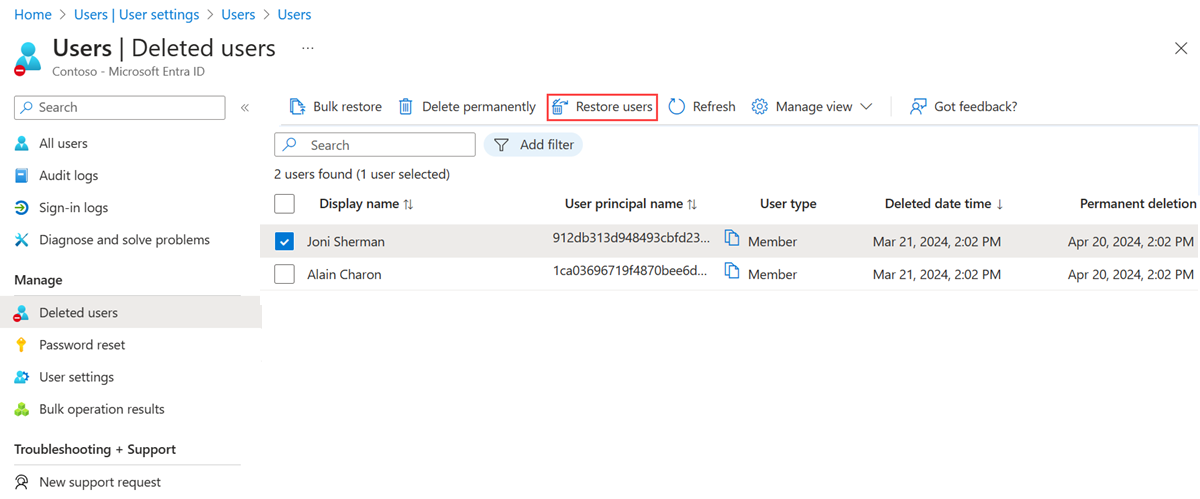 Home > Users | User settings > Users > Users
Users | Deleted users ...
Contoso - Microsoft Entra ID
Search
«
All users
Audit logs
Sign-in logs
Diagnose and solve problems
Manage
Deleted users
Password reset
User settings
Bulk operation results
Troubleshooting + Support
New support request
Bulk restore Delete permanently Restore users Refresh Manage view Got feedback?
Search Add filter
2 users found (1 user selected)
Display name ↑↓ User principal name ↑↓ User type Deleted date time ↓ Permanent deletion
Joni Sherman 912db313d948493cbfd23... Member Mar 21, 2024, 2:02 PM Apr 20, 2024, 2:02 PM
Alain Charon 1ca03696719f4870bee6d... Member Mar 21, 2024, 2:02 PM Apr 20, 2024, 2:02 PM